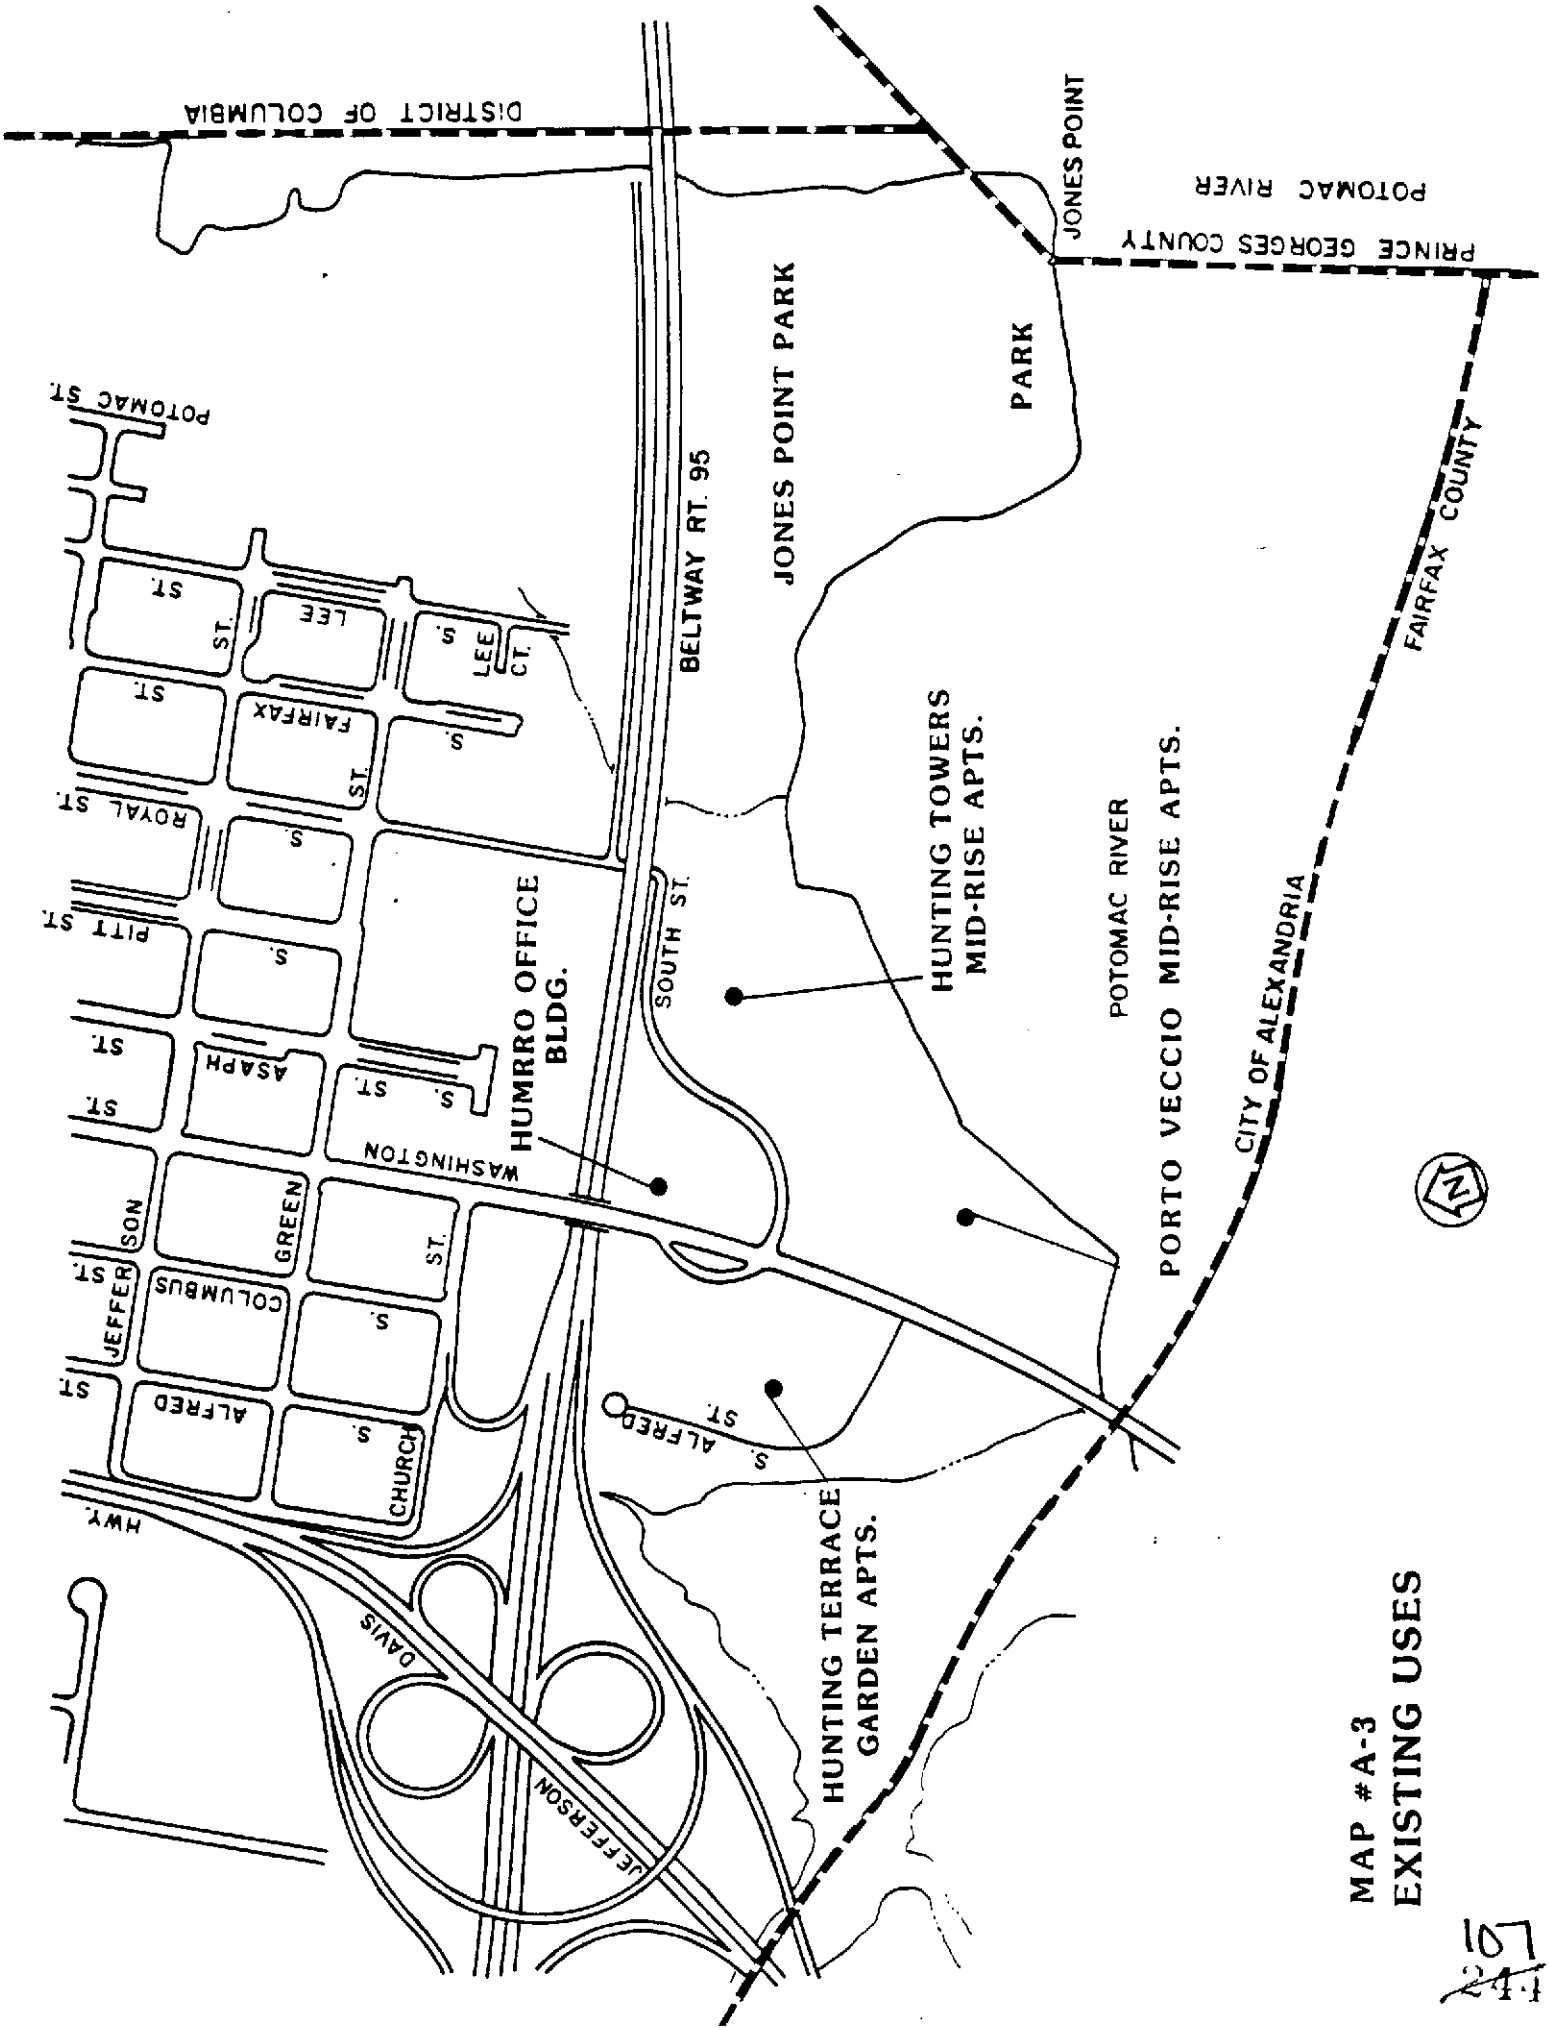 DISTRICT OF COLUMBIA
JONES POINT
POTOMAC RIVER
PRINCE GEORGES COUNTY
JONES POINT PARK
PARK
BELTWAY RT. 95
POTOMAC ST.
POTOMAC
ST.
ST.
LEE
S.
LEE
CT.
ST.
FAIRFAX
S.
ST.
ROYAL ST.
S.
PITT ST.
S.
ST.
ASAPH
ST.
S.
ST.
WASHINGTON
JEFFERSON
GREEN
ST.
ST.
COLUMBUS
S.
ST.
ALFRED
S.
CHURCH
HWY.
DAVIS
JEFFERSON
SOUTH ST.
HUMRRO OFFICE
BLDG.
HUNTING TOWERS
MID-RISE APTS.
POTOMAC RIVER
PORTO VECCIO MID-RISE APTS.
S. ALFRED
ST.
HUNTING TERRACE
GARDEN APTS.
CITY OF ALEXANDRIA
FAIRFAX COUNTY
N
MAP #A-3
EXISTING USES
244